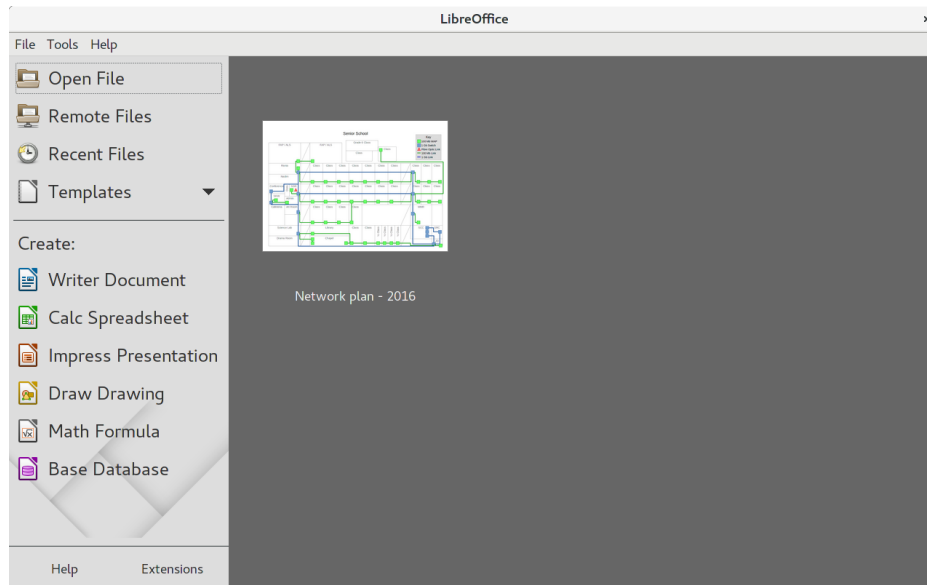 LibreOffice
File Tools Help
Open File
Remote Files
Recent Files
Templates
Create:
Writer Document
Calc Spreadsheet
Impress Presentation
Draw Drawing
Math Formula
Base Database
Help Extensions
Senior School
Network plan - 2016